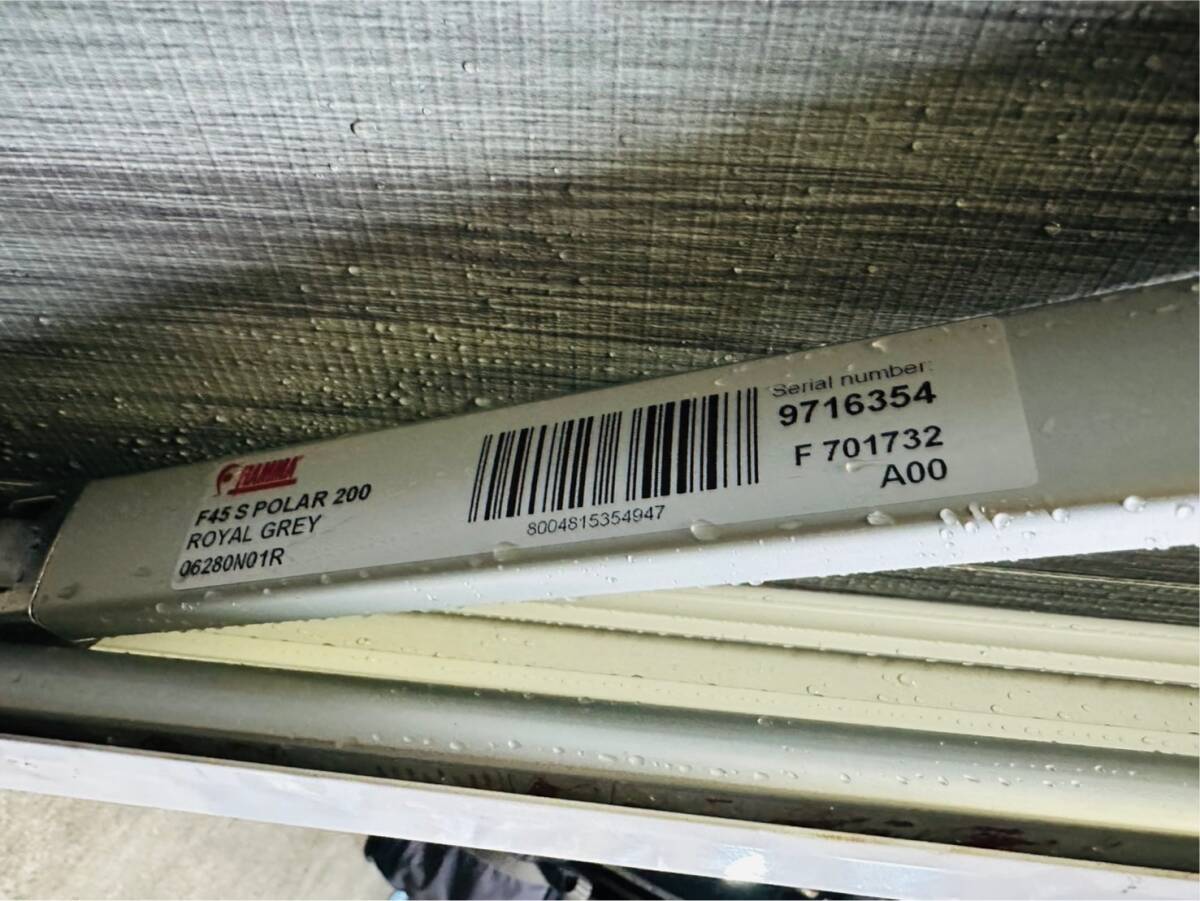 FIAMMA
F45 S POLAR 200
ROYAL GREY
06280N01R
8004815354947
Serial number:
9716354
F 701732
A00